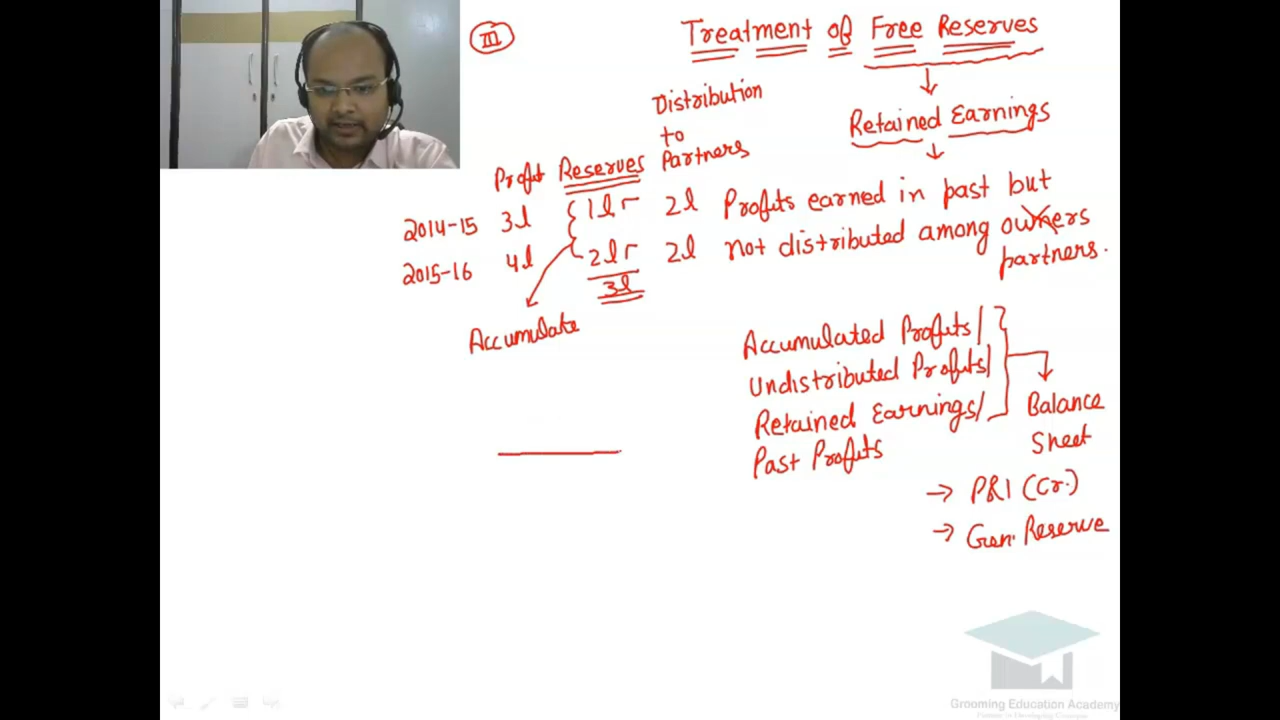 III
Treatment of Free Reserves
Retained Earnings
Distribution
to
Partners
Profit Reserves
2014-15 3l 1l 2l
2015-16 4l 2l 2l
3l
Accumulate
Profits earned in past but
not distributed among owners
partners.
Accumulated Profits/
Undistributed Profits/
Retained Earnings/
Past Profits
Balance
Sheet
→ P&l (Cr.)
→ Gen. Reserve
Grooming Education Academy